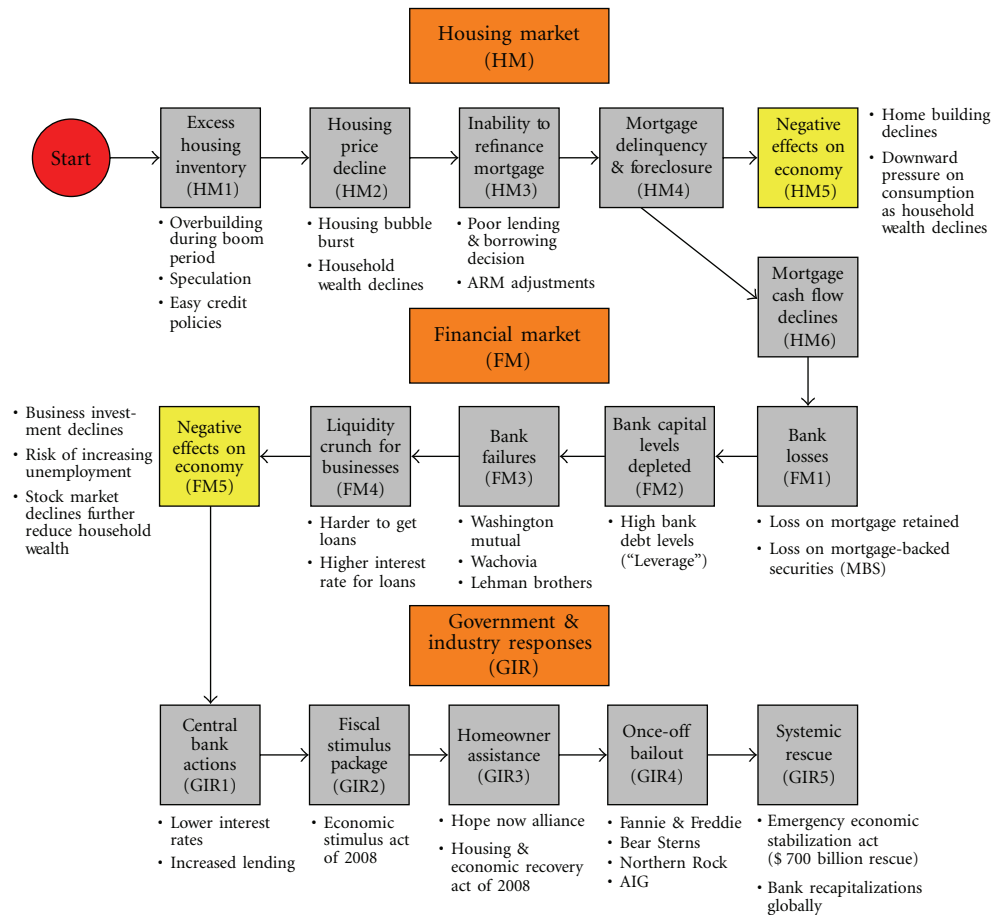 Housing market
(HM)
Start
Excess
housing
inventory
(HM1)
• Overbuilding
during boom
period
• Speculation
• Easy credit
policies
Housing
price
decline
(HM2)
• Housing bubble
burst
• Household
wealth declines
Inability to
refinance
mortgage
(HM3)
• Poor lending
& borrowing
decision
• ARM adjustments
Mortgage
delinquency
& foreclosure
(HM4)
Negative
effects on
economy
(HM5)
• Home building
declines
• Downward
pressure on
consumption
as household
wealth declines
Mortgage
cash flow
declines
(HM6)
Financial market
(FM)
Bank
losses
(FM1)
• Loss on mortgage retained
• Loss on mortgage-backed
securities (MBS)
Bank capital
levels
depleted
(FM2)
• High bank
debt levels
(“Leverage”)
Bank
failures
(FM3)
• Washington
mutual
• Wachovia
• Lehman brothers
Liquidity
crunch for
businesses
(FM4)
• Harder to get
loans
• Higher interest
rate for loans
Negative
effects on
economy
(FM5)
• Business invest-
ment declines
• Risk of increasing
unemployment
• Stock market
declines further
reduce household
wealth
Government &
industry responses
(GIR)
Central
bank
actions
(GIR1)
• Lower interest
rates
• Increased lending
Fiscal
stimulus
package
(GIR2)
• Economic
stimulus act
of 2008
Homeowner
assistance
(GIR3)
• Hope now alliance
• Housing &
economic recovery
act of 2008
Once-off
bailout
(GIR4)
• Fannie & Freddie
• Bear Sterns
• Northern Rock
• AIG
Systemic
rescue
(GIR5)
• Emergency economic
stabilization act
($ 700 billion rescue)
• Bank recapitalizations
globally